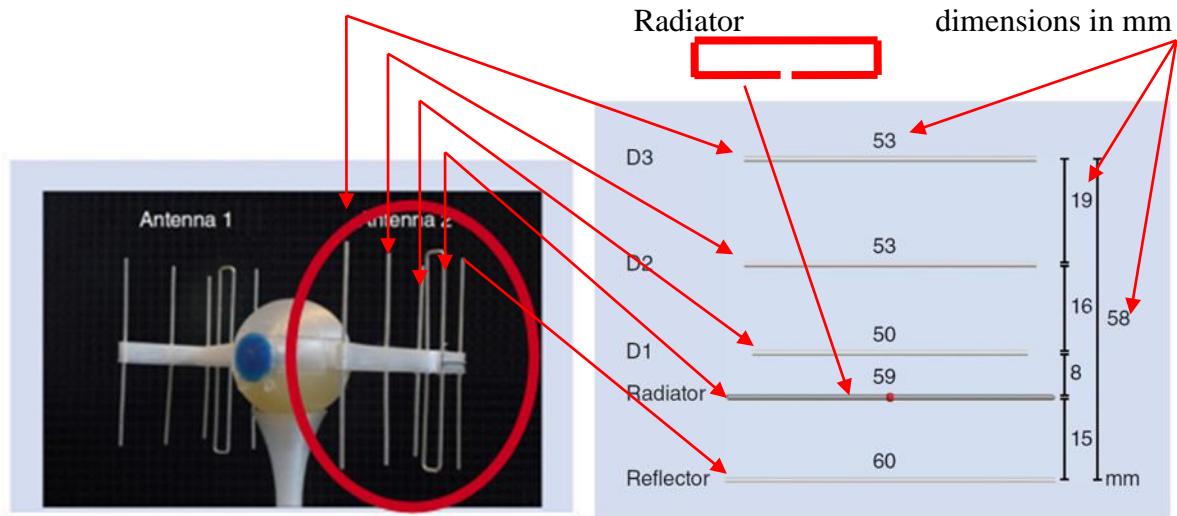 Radiator
dimensions in mm
Antenna 1
Antenna 2
D3
53
19
D2
53
16
58
D1
50
8
59
Radiator
15
60
Reflector
mm